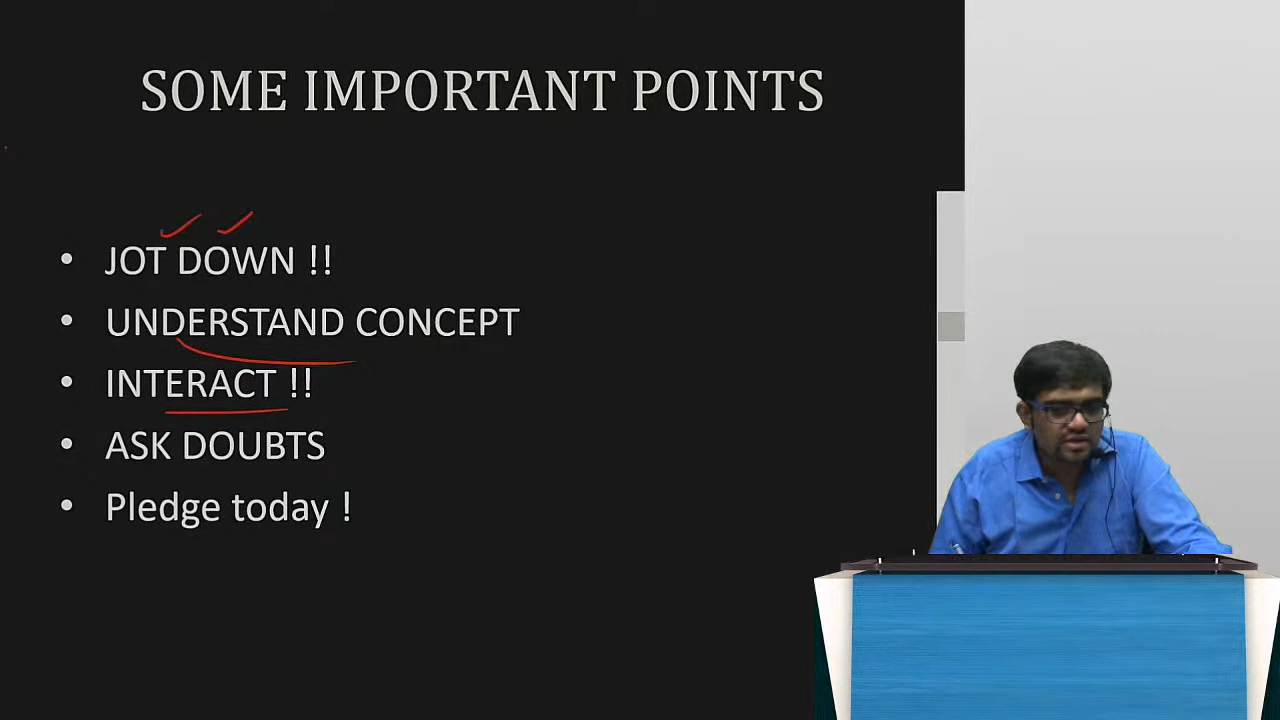 SOME IMPORTANT POINTS
• JOT DOWN !!
• UNDERSTAND CONCEPT
• INTERACT !!
• ASK DOUBTS
• Pledge today !